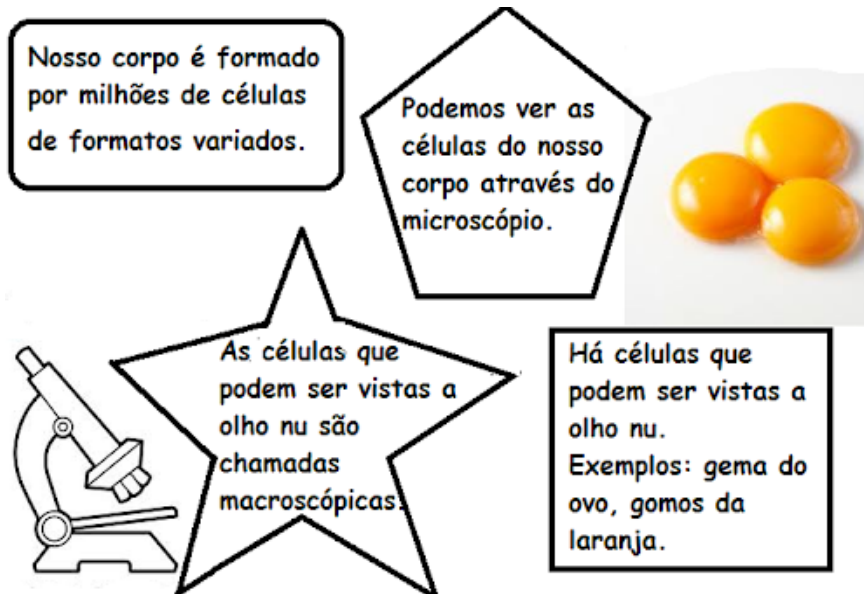 Nosso corpo é formado
por milhões de células
de formatos variados.
Podemos ver as
células do nosso
corpo através do
microscópio.
As células que
podem ser vistas a
olho nu são
chamadas
macroscópicas.
Há células que
podem ser vistas a
olho nu.
Exemplos: gema do
ovo, gomos da
laranja.